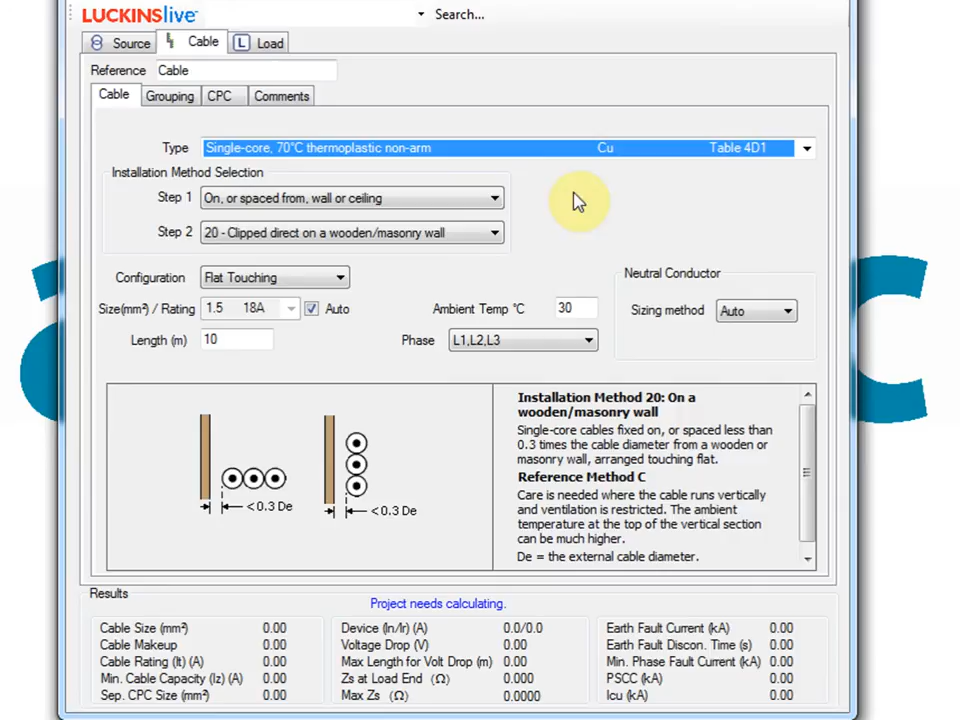 LUCKINSlive
Search...
Source
Cable
L Load
Reference Cable
Cable Grouping CPC Comments
Type Single-core, 70°C thermoplastic non-arm Cu Table 4D1
Installation Method Selection
Step 1 On, or spaced from, wall or ceiling
Step 2 20 - Clipped direct on a wooden/masonry wall
Configuration Flat Touching
Size(mm²) / Rating 1.5 18A Auto
Length (m) 10
Ambient Temp °C 30
Phase L1,L2,L3
Neutral Conductor
Sizing method Auto
<0.3 De
<0.3 De
Installation Method 20: On a
wooden/masonry wall
Single-core cables fixed on, or spaced less than
0.3 times the cable diameter from a wooden or
masonry wall, arranged touching flat.
Reference Method C
Care is needed where the cable runs vertically
and ventilation is restricted. The ambient
temperature at the top of the vertical section
can be much higher.
De = the external cable diameter.
Results
Project needs calculating.
Cable Size (mm²) 0.00
Cable Makeup 0.00
Cable Rating (It) (A) 0.00
Min. Cable Capacity (Iz) (A) 0.00
Sep. CPC Size (mm²) 0.00
Device (In/Ir) (A) 0.0/0.0
Voltage Drop (V) 0.00
Max Length for Volt Drop (m) 0.00
Zs at Load End (Ω) 0.000
Max Zs (Ω) 0.0000
Earth Fault Current (kA) 0.00
Earth Fault Discon. Time (s) 0.00
Min. Phase Fault Current (kA) 0.00
PSCC (kA) 0.00
Icu (kA) 0.00